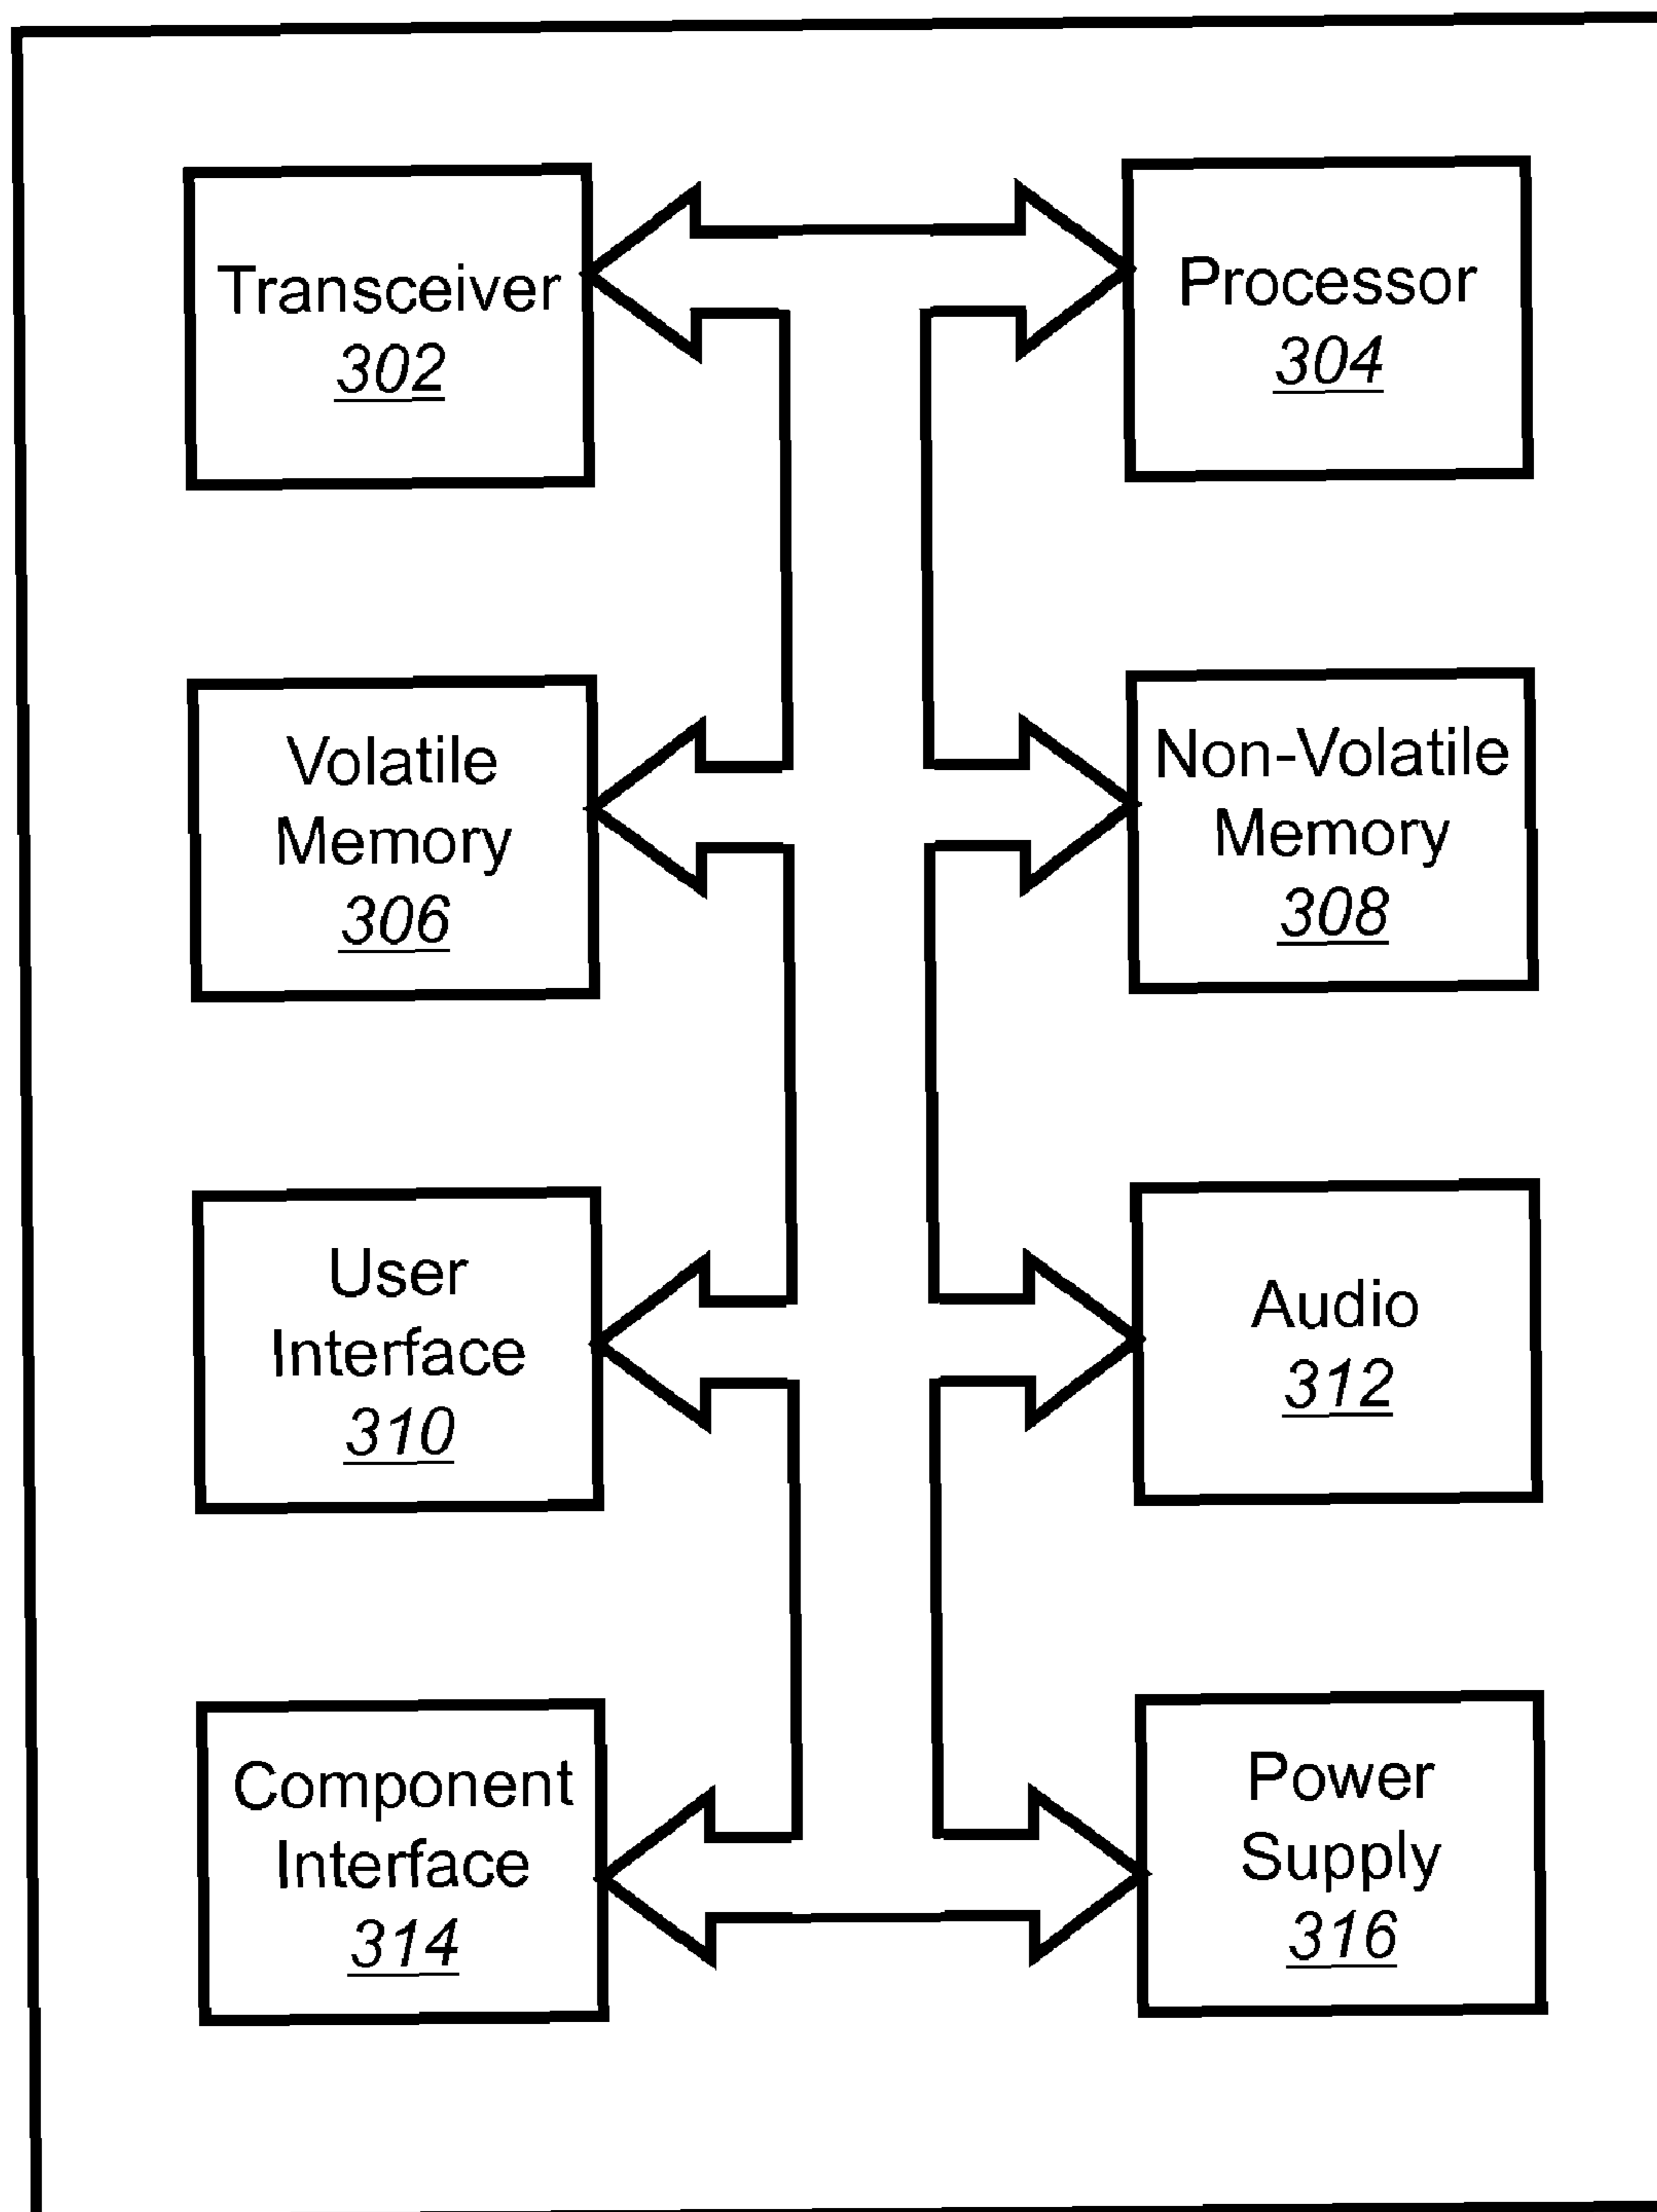 Transceiver
302
Processor
304
Volatile
Memory
306
Non-Volatile
Memory
308
User
Interface
310
Audio
312
Component
Interface
314
Power
Supply
316